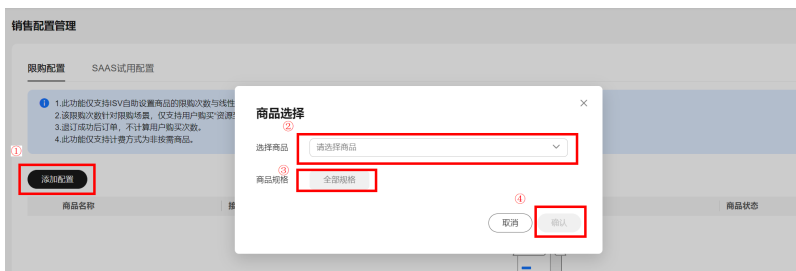 销售配置管理
限购配置 SAAS试用配置
1.此功能仅支持ISV自助设置商品的限购次数与线性
2.该限购次数针对限购场景，仅支持用户购买“资源
3.退订成功后订单，不计算用户购买次数。
4.此功能仅支持计费方式为非按需商品。
①
添加配置
商品名称
商品状态
商品选择
②
选择商品 请选择商品
③
商品规格 全部规格
④
取消 确认